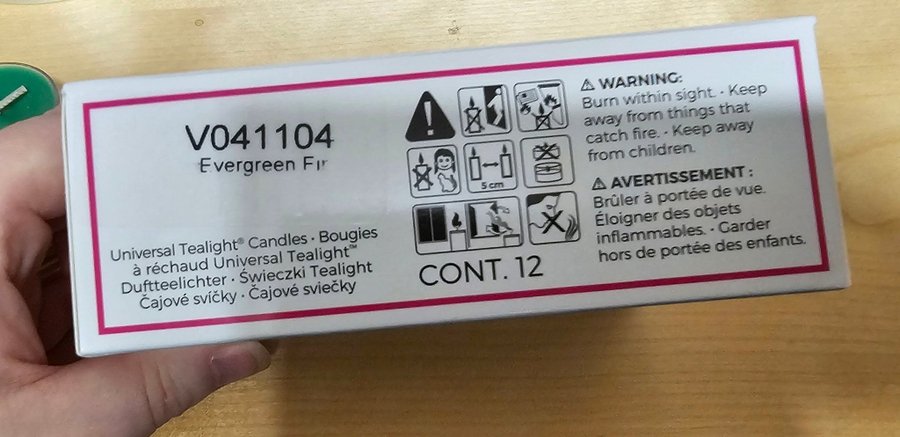 V041104
Evergreen Fir
Universal Tealight® Candles • Bougies
à réchaud Universal Tealight™
Duftteelichter • Świeczki Tealight
Čajové svíčky • Čajové sviečky
5 cm
CONT. 12
⚠ WARNING:
Burn within sight. • Keep
away from things that
catch fire. • Keep away
from children.
⚠ AVERTISSEMENT :
Brûler à portée de vue.
Éloigner des objets
inflammables. • Garder
hors de portée des enfants.